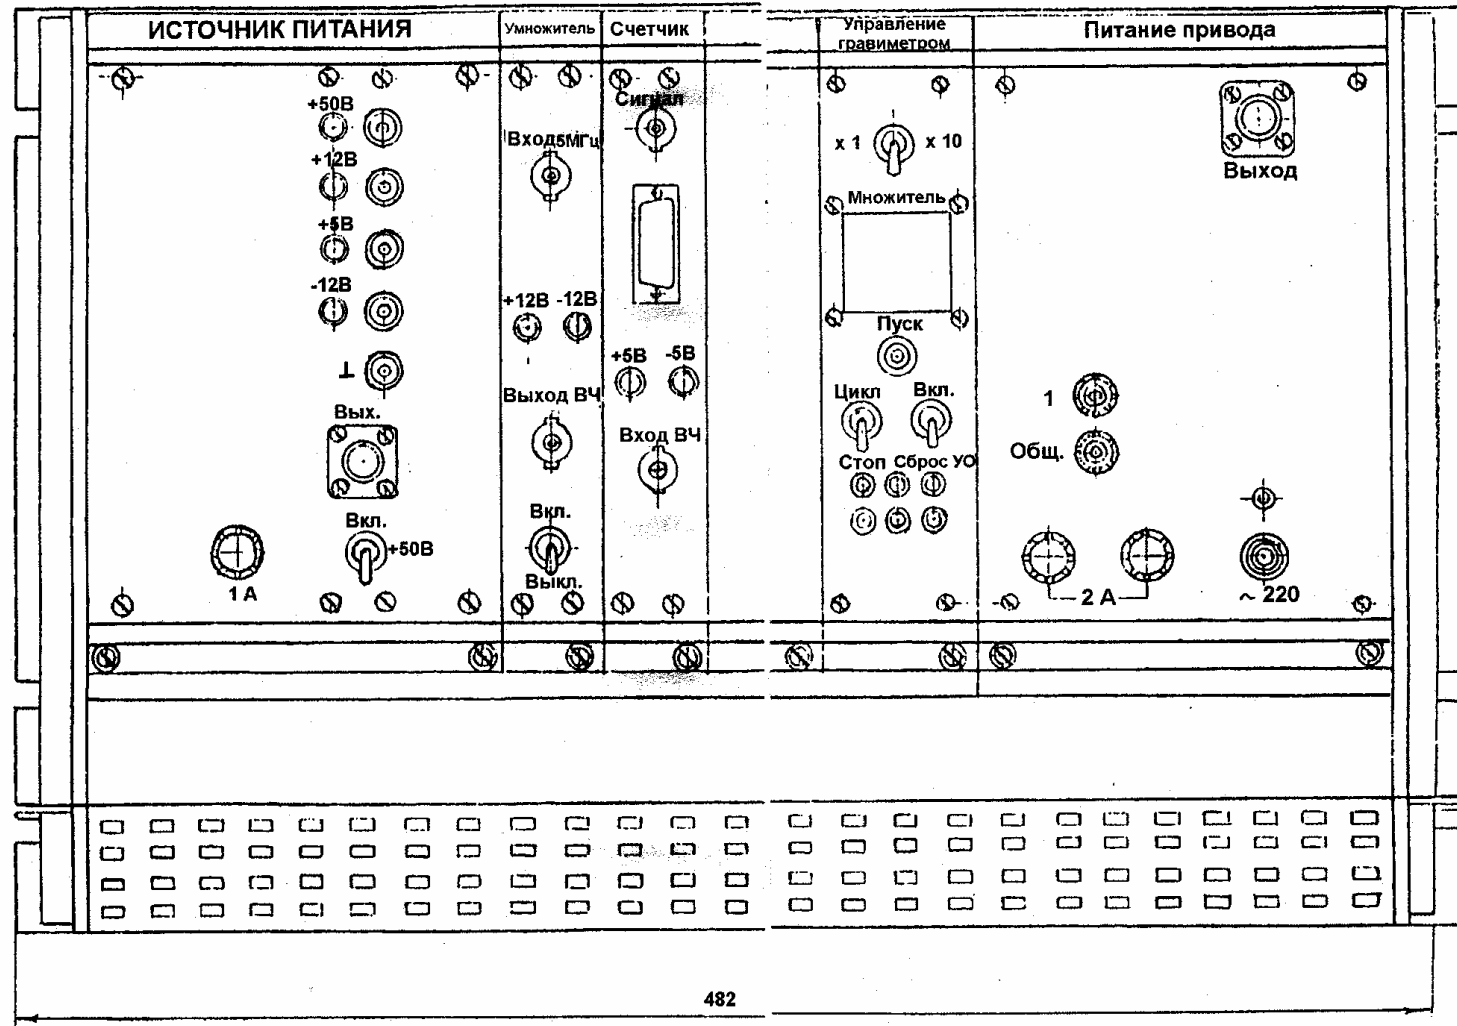 ИСТОЧНИК ПИТАНИЯ
Умножитель
Счетчик
Управление
гравиметром
Питание привода
+50В
+12В
+5В
-12В
⊥
Вых.
Вкл.
+50В
1 А
Вход5МГц
+12В -12В
Выход ВЧ
Вкл.
Выкл.
Сигнал
+5В -5В
Вход ВЧ
х 1 х 10
Множитель
Пуск
Цикл Вкл.
Стоп Сброс УО
Выход
1
Общ.
2 А
~ 220
482